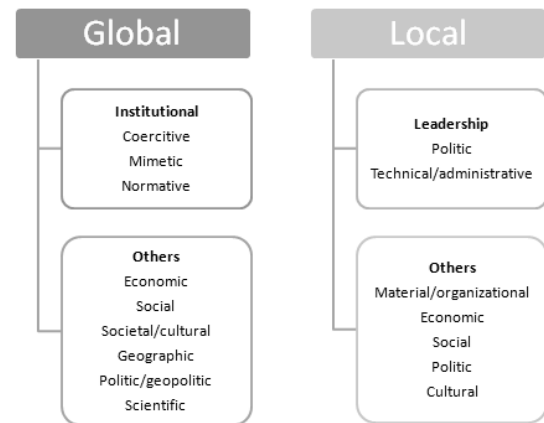 Global
Institutional
Coercitive
Mimetic
Normative
Others
Economic
Social
Societal/cultural
Geographic
Politic/geopolitic
Scientific
Local
Leadership
Politic
Technical/administrative
Others
Material/organizational
Economic
Social
Politic
Cultural